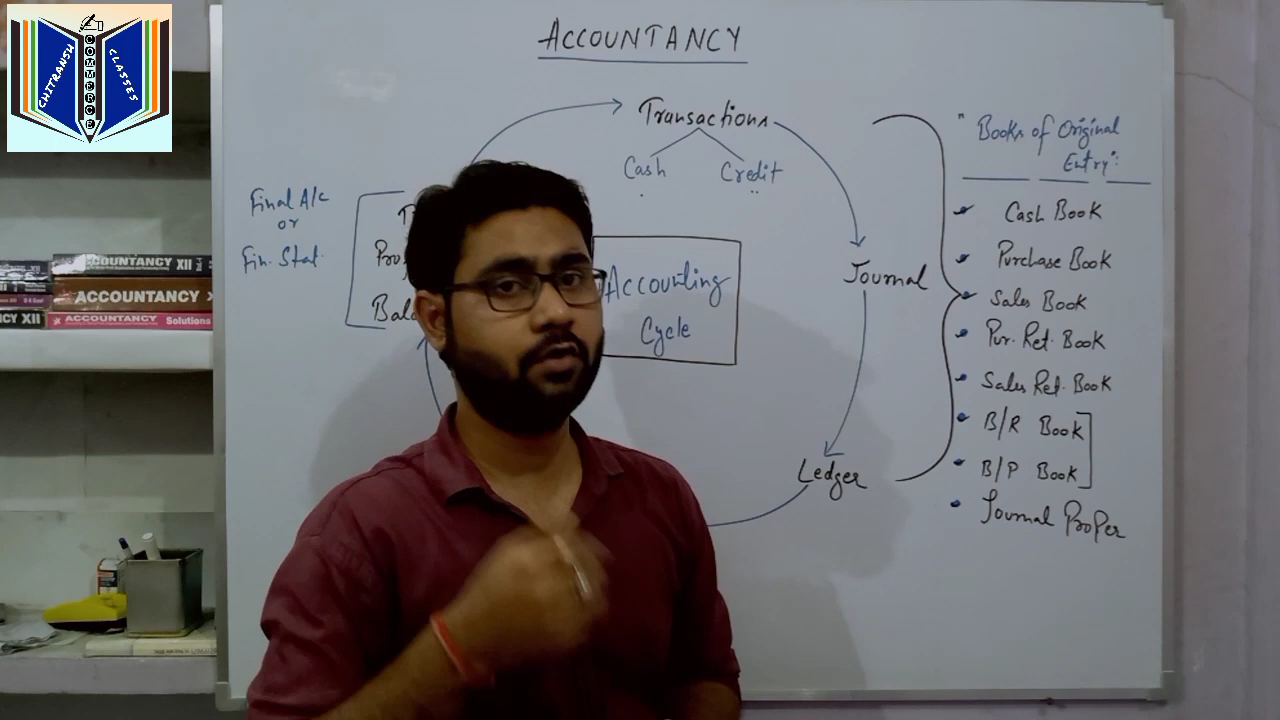 CHITRANSH
COMMERCE
CLASSES
ACCOUNTANCY
Transactions
Cash
Credit
Final A/c
or
Fin. Stat.
Accounting
Cycle
Journal
Ledger
"Books of Original
Entry":
Cash Book
Purchase Book
Sales Book
Pur. Ret. Book
Sales Ret. Book
B/R Book
B/P Book
Journal Proper
ACCOUNTANCY
XII
XII
ACCOUNTANCY
XII
ACCOUNTANCY
Solutions